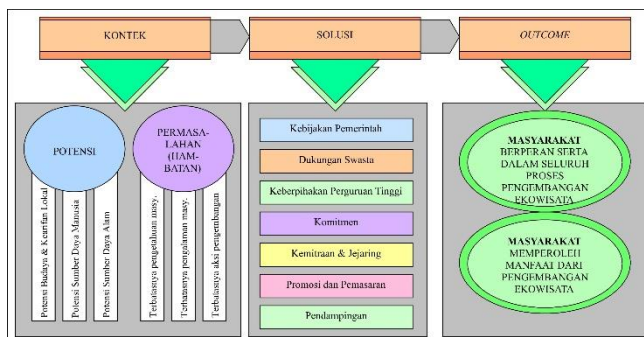 KONTEK
SOLUSI
OUTCOME
POTENSI
PERMASA-
LAHAN
(HAM-
BATAN)
Potensi Budaya & Kearifan Lokal
Potensi Sumber Daya Manusia
Potensi Sumber Daya Alam
Terbatasnya pengetahuan masy.
Terbatasnya pengalaman masy.
Terbatasnya aksi pengembangan
Kebijakan Pemerintah
Dukungan Swasta
Keberpihakan Perguruan Tinggi
Komitmen
Kemitraan & Jejaring
Promosi dan Pemasaran
Pendampingan
MASYARAKAT
BERPERAN SERTA
DALAM SELURUH
PROSES
PENGEMBANGAN
EKOWISATA
MASYARAKAT
MEMPEROLEH
MANFAAT DARI
PENGEMBANGAN
EKOWISATA